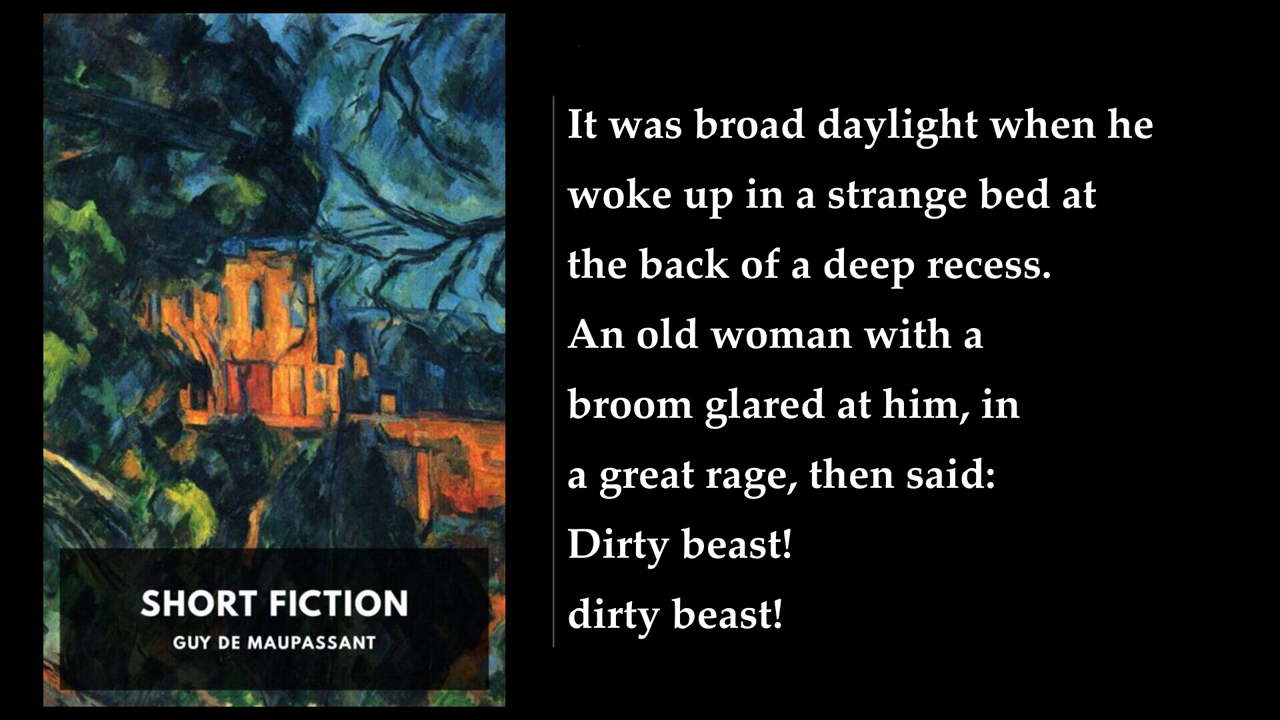 SHORT FICTION
GUY DE MAUPASSANT
It was broad daylight when he
woke up in a strange bed at
the back of a deep recess.
An old woman with a
broom glared at him, in
a great rage, then said:
Dirty beast!
dirty beast!